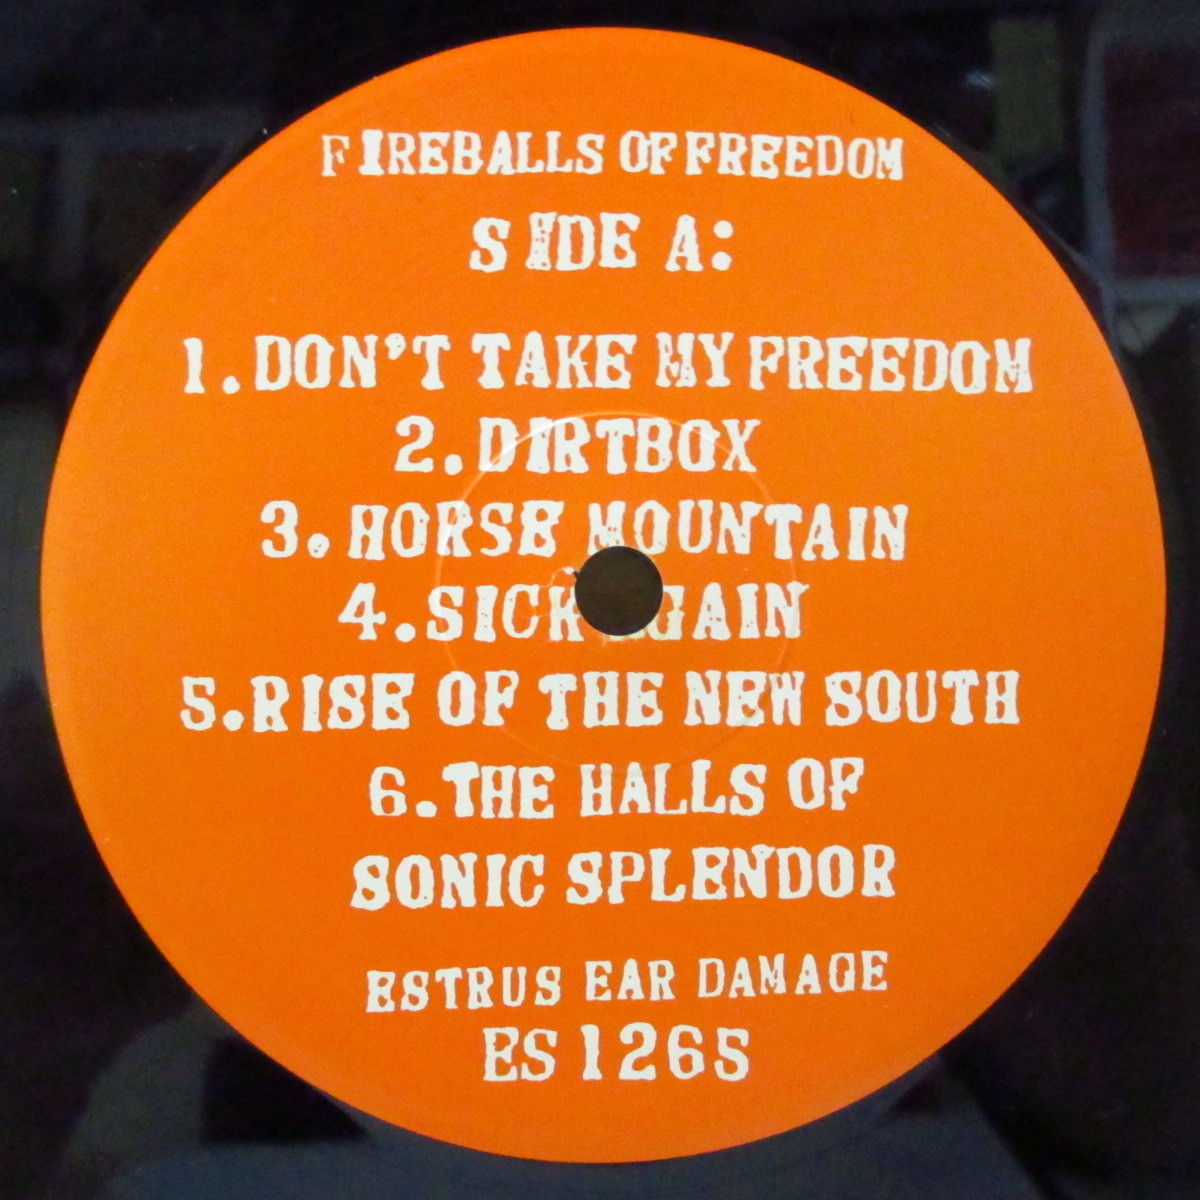 FIREBALLS OF FREEDOM
SIDE A:
1. DON'T TAKE MY FREEDOM
2. DIRTBOX
3. HORSE MOUNTAIN
4. SICK AGAIN
5. RISE OF THE NEW SOUTH
6. THE HALLS OF
SONIC SPLENDOR
ESTRUS EAR DAMAGE
ES 1265